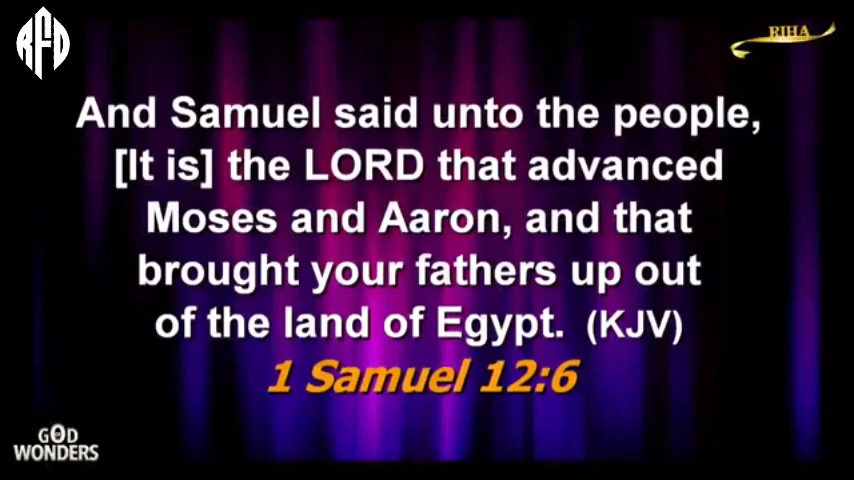 RFD
RIHA
And Samuel said unto the people,
[It is] the LORD that advanced
Moses and Aaron, and that
brought your fathers up out
of the land of Egypt. (KJV)
1 Samuel 12:6
GOD
WONDERS